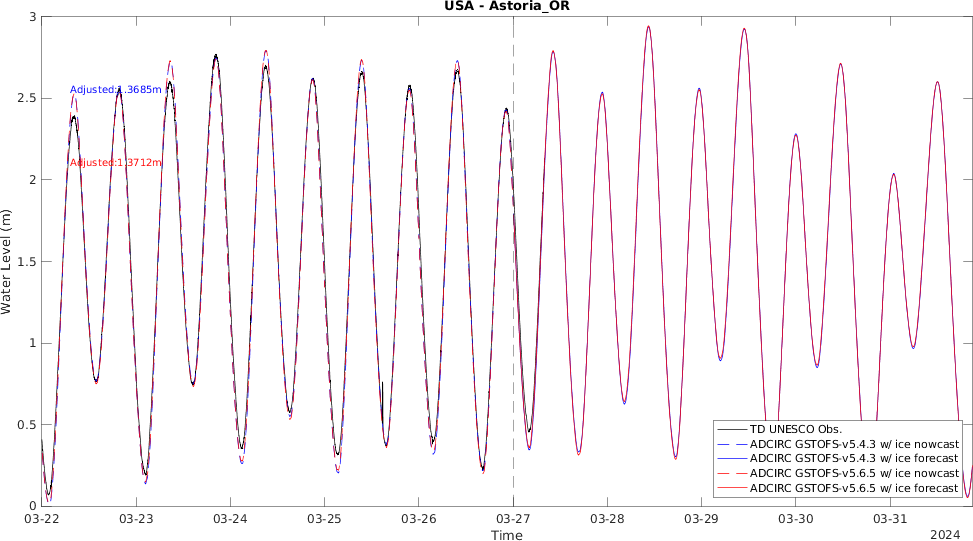 USA - Astoria_OR
3
2.5
2
1.5
1
0.5
0
Water Level (m)
Adjusted:1.3685m
Adjusted:1.3712m
TD UNESCO Obs.
ADCIRC GSTOFS-v5.4.3 w/ ice nowcast
ADCIRC GSTOFS-v5.4.3 w/ ice forecast
ADCIRC GSTOFS-v5.6.5 w/ ice nowcast
ADCIRC GSTOFS-v5.6.5 w/ ice forecast
03-22 03-23 03-24 03-25 03-26 03-27 03-28 03-29 03-30 03-31
Time
2024